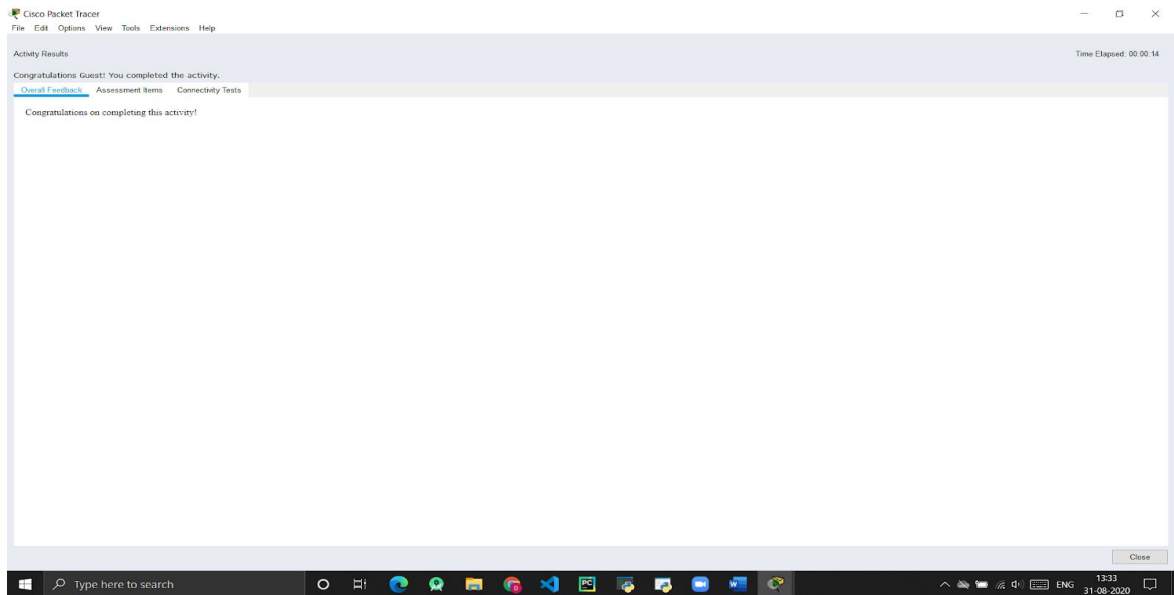 Cisco Packet Tracer
File Edit Options View Tools Extensions Help
Activity Results
Time Elapsed: 00:00:14
Congratulations Guest! You completed the activity.
Overall Feedback Assessment Items Connectivity Tests
Congratulations on completing this activity!
Close
Type here to search
PC
W
ENG
13:33
31-08-2020